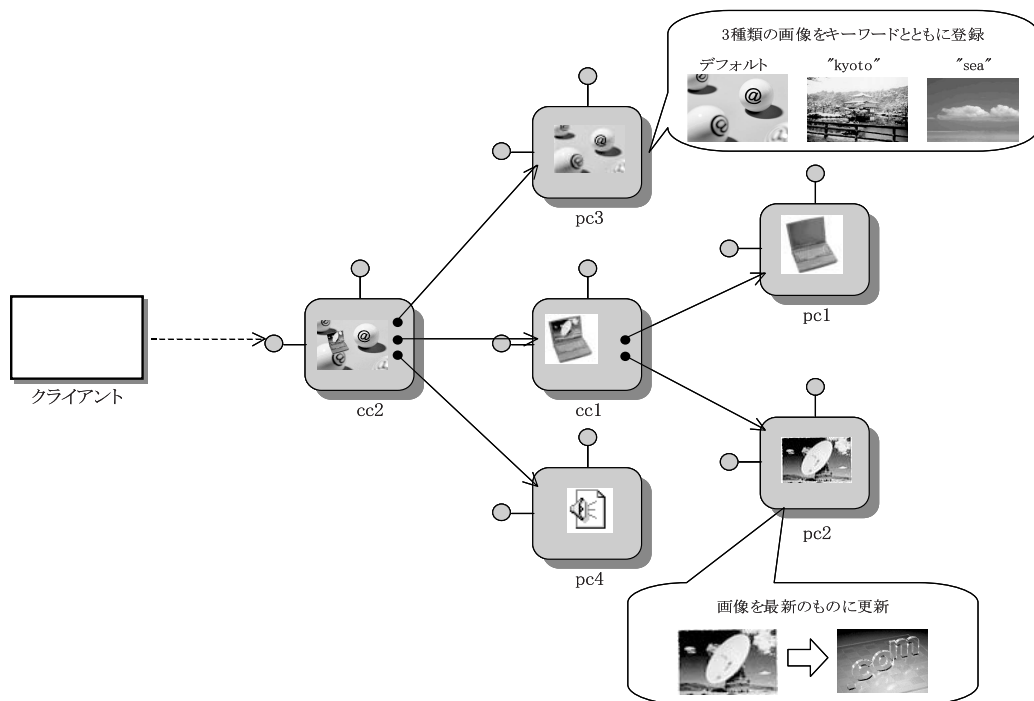 3種類の画像をキーワードとともに登録
デフォルト
"kyoto"
"sea"
@
@
pc3
@
pc1
クライアント
@
cc2
cc1
pc4
pc2
画像を最新のものに更新
.com